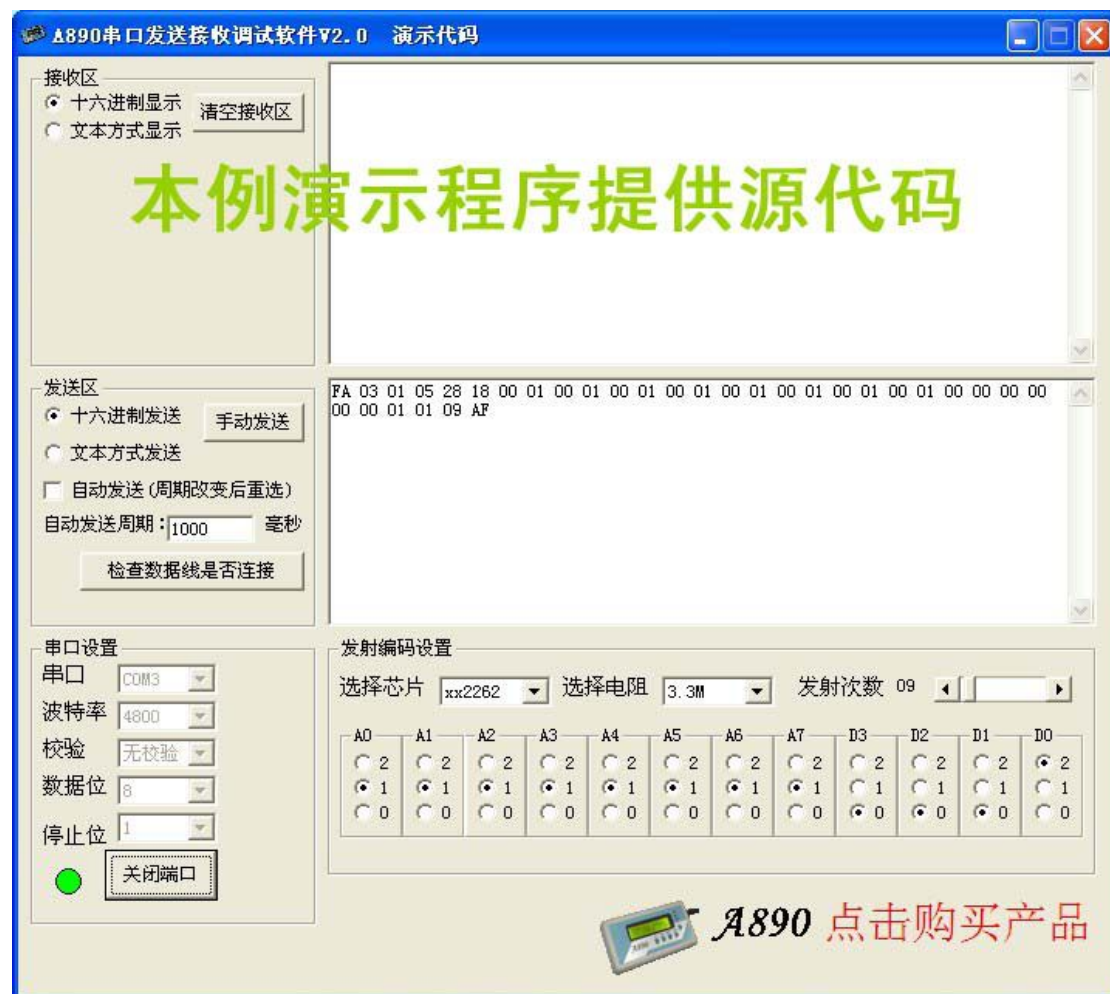 A890串口发送接收调试软件V2.0 演示代码
接收区
十六进制显示
清空接收区
文本方式显示
本例演示程序提供源代码
发送区
十六进制发送
手动发送
文本方式发送
自动发送(周期改变后重选)
自动发送周期:1000 毫秒
检查数据线是否连接
FA 03 01 05 28 18 00 01 00 01 00 01 00 01 00 01 00 01 00 01 00 01 00 00 00 00
00 00 01 01 09 AF
串口设置
串口 COM3
波特率 4800
校验 无校验
数据位 8
停止位 1
关闭端口
发射编码设置
选择芯片 xx2262 选择电阻 3.3M 发射次数 09
A0 A1 A2 A3 A4 A5 A6 A7 D3 D2 D1 D0
2 2 2 2 2 2 2 2 2 2 2 2
1 1 1 1 1 1 1 1 1 1 1 1
0 0 0 0 0 0 0 0 0 0 0 0
A890 点击购买产品